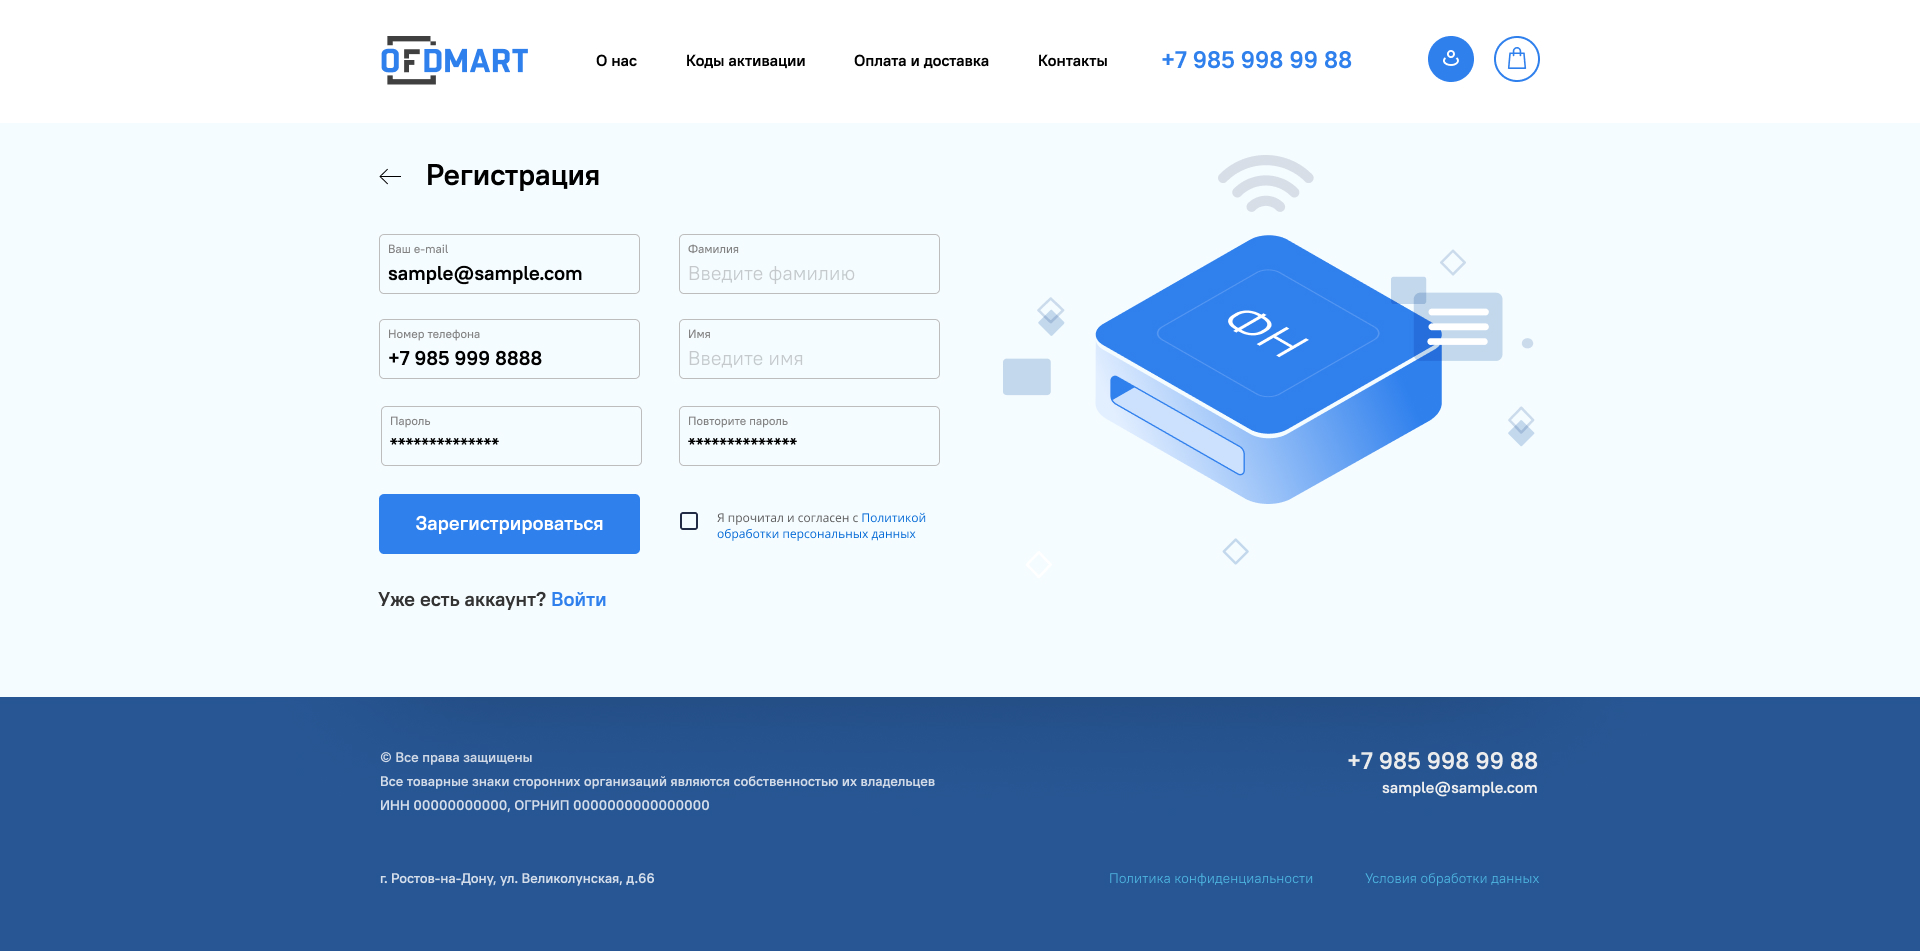 OFDMART
О нас
Коды активации
Оплата и доставка
Контакты
+7 985 998 99 88
Регистрация
Ваш e-mail
sample@sample.com
Фамилия
Введите фамилию
Номер телефона
+7 985 999 8888
Имя
Введите имя
Пароль
**************
Повторите пароль
**************
Зарегистрироваться
Я прочитал и согласен с Политикой
обработки персональных данных
Уже есть аккаунт? Войти
ФН
© Все права защищены
Все товарные знаки сторонних организаций являются собственностью их владельцев
ИНН 00000000000, ОГРНИП 0000000000000000
+7 985 998 99 88
sample@sample.com
г. Ростов-на-Дону, ул. Великолунская, д.66
Политика конфиденциальности
Условия обработки данных